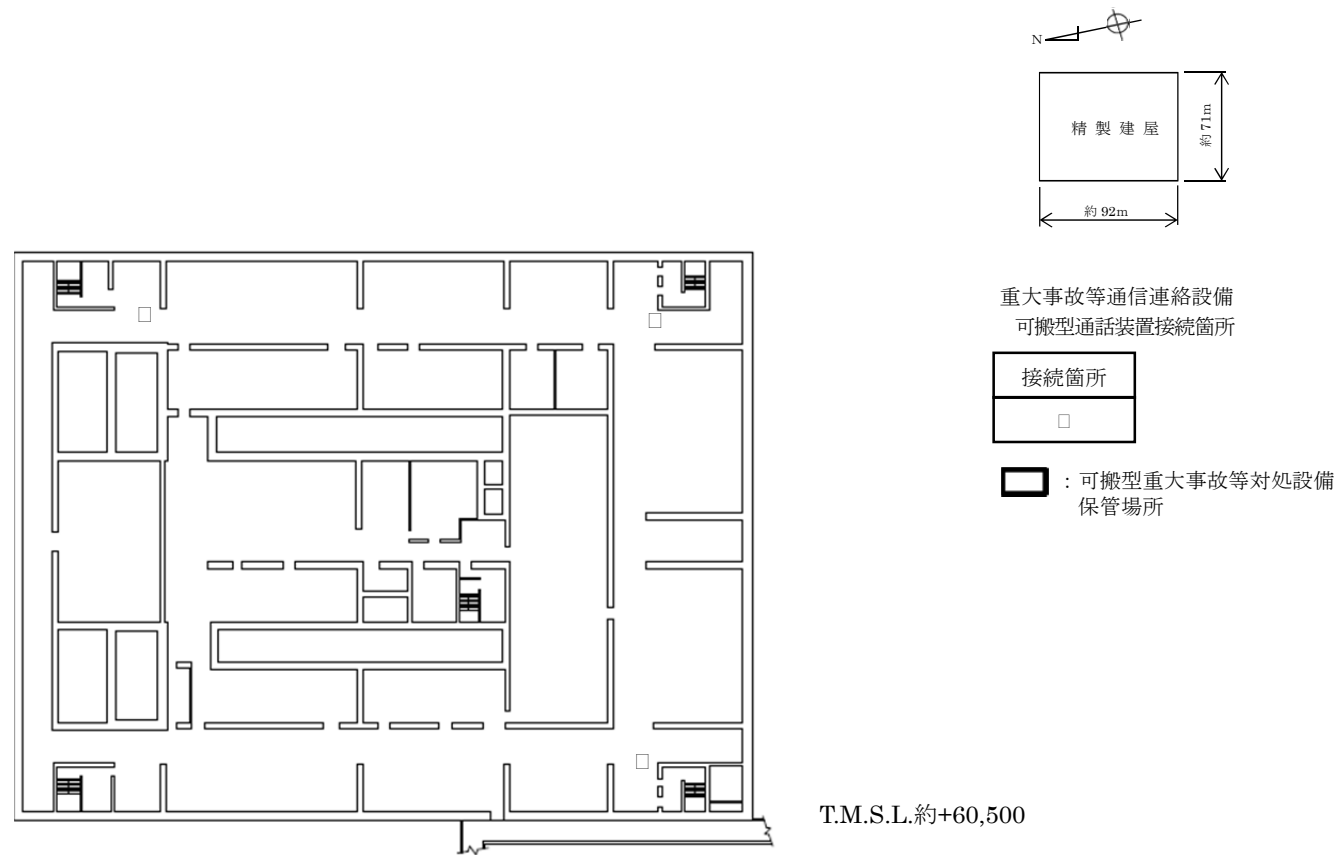 N
精製建屋
約71m
約92m
重大事故等通信連絡設備
可搬型通話装置接続箇所
接続箇所
□
：可搬型重大事故等対処設備
保管場所
T.M.S.L.約+60,500